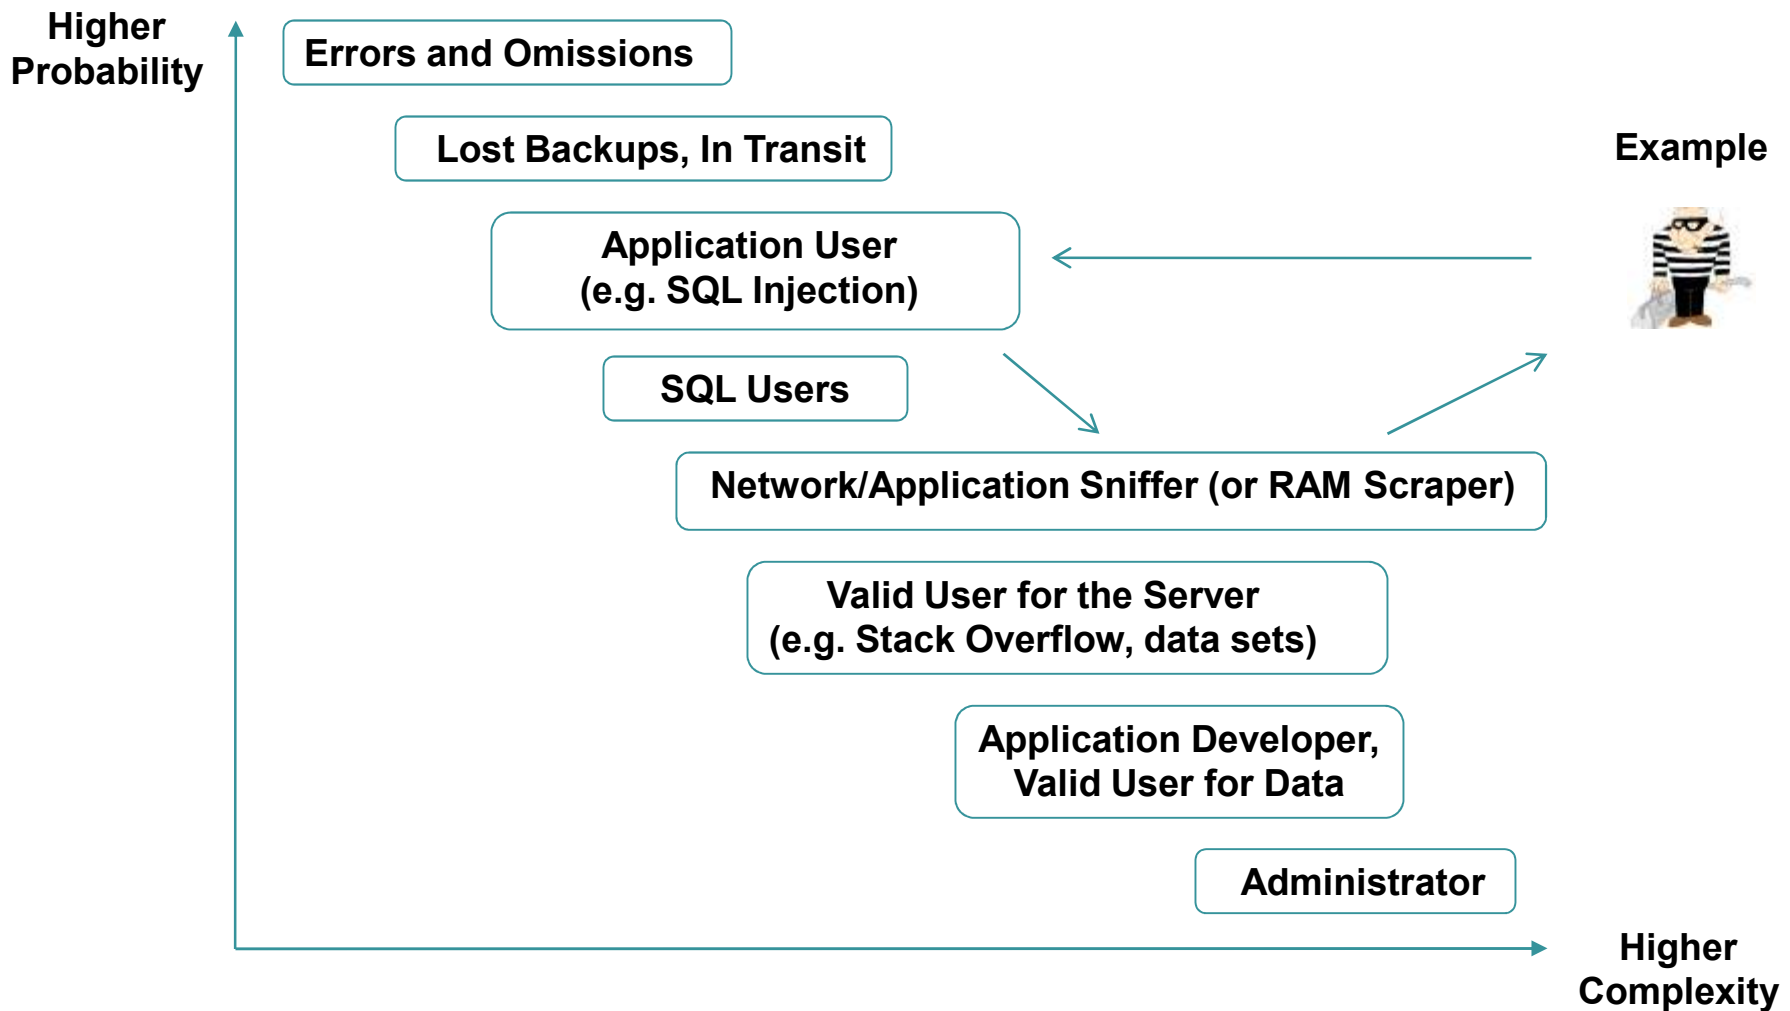 Higher
Probability
Errors and Omissions
Lost Backups, In Transit
Example
Application User
(e.g. SQL Injection)
SQL Users
Network/Application Sniffer (or RAM Scraper)
Valid User for the Server
(e.g. Stack Overflow, data sets)
Application Developer,
Valid User for Data
Administrator
Higher
Complexity